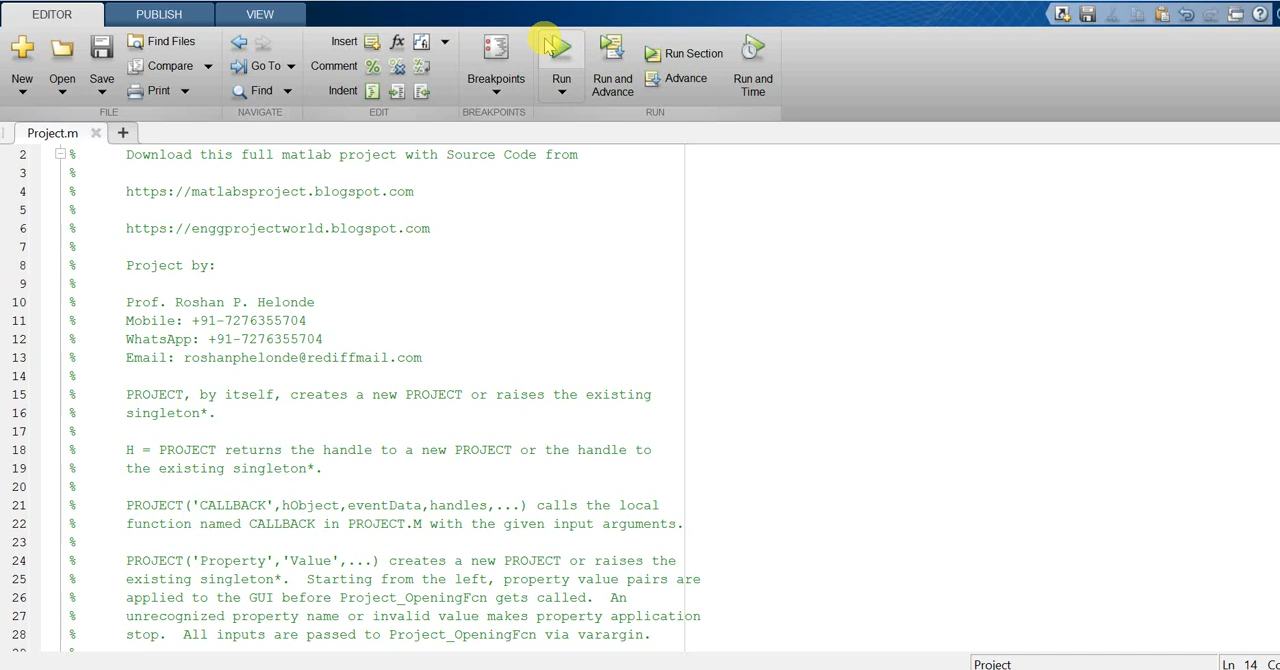 EDITOR PUBLISH VIEW
New Open Save Find Files Compare Print
FILE
Go To Find
NAVIGATE
Insert fx
Comment
Indent
EDIT
Breakpoints
BREAKPOINTS
Run Run and Advance Run Section Advance Run and Time
RUN
Project.m
2 % Download this full matlab project with Source Code from
3 %
4 % https://matlabsproject.blogspot.com
5 %
6 % https://enggprojectworld.blogspot.com
7 %
8 % Project by:
9 %
10 % Prof. Roshan P. Helonde
11 % Mobile: +91-7276355704
12 % WhatsApp: +91-7276355704
13 % Email: roshanphelonde@rediffmail.com
14 %
15 % PROJECT, by itself, creates a new PROJECT or raises the existing
16 % singleton*.
17 %
18 % H = PROJECT returns the handle to a new PROJECT or the handle to
19 % the existing singleton*.
20 %
21 % PROJECT('CALLBACK',hObject,eventData,handles,...) calls the local
22 % function named CALLBACK in PROJECT.M with the given input arguments.
23 %
24 % PROJECT('Property','Value',...) creates a new PROJECT or raises the
25 % existing singleton*.  Starting from the left, property value pairs are
26 % applied to the GUI before Project_OpeningFcn gets called.  An
27 % unrecognized property name or invalid value makes property application
28 % stop.  All inputs are passed to Project_OpeningFcn via varargin.
Project Ln 14